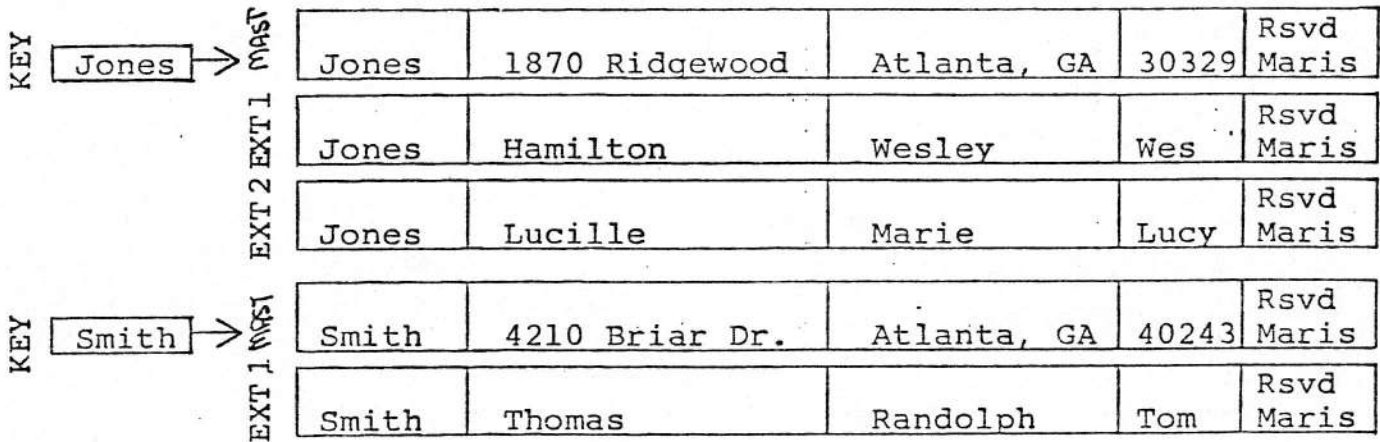 KEY Jones MAST Jones 1870 Ridgewood Atlanta, GA 30329 Rsvd Maris
EXT 1 Jones Hamilton Wesley Wes Rsvd Maris
EXT 2 Jones Lucille Marie Lucy Rsvd Maris
KEY Smith MAST Smith 4210 Briar Dr. Atlanta, GA 40243 Rsvd Maris
EXT 1 Smith Thomas Randolph Tom Rsvd Maris